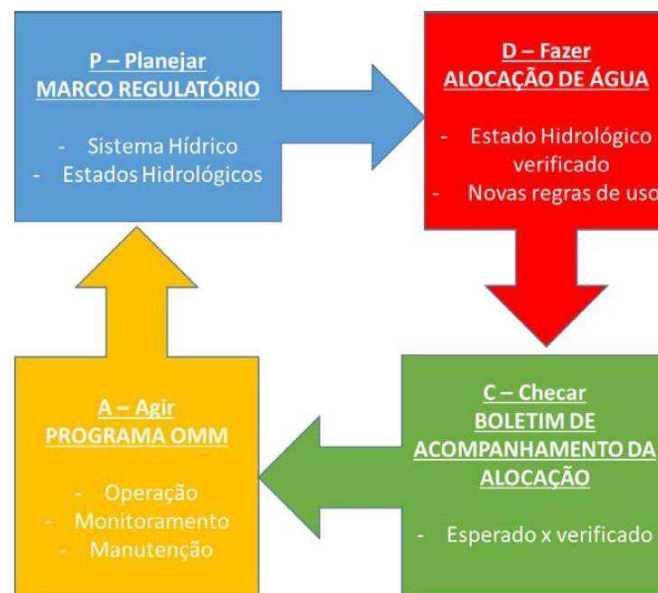 P – Planejar
MARCO REGULATÓRIO
- Sistema Hídrico
- Estados Hidrológicos
D – Fazer
ALOCAÇÃO DE ÁGUA
- Estado Hidrológico
verificado
- Novas regras de uso
C – Checar
BOLETIM DE
ACOMPANHAMENTO DA
ALOCAÇÃO
- Esperado x verificado
A – Agir
PROGRAMA OMM
- Operação
- Monitoramento
- Manutenção